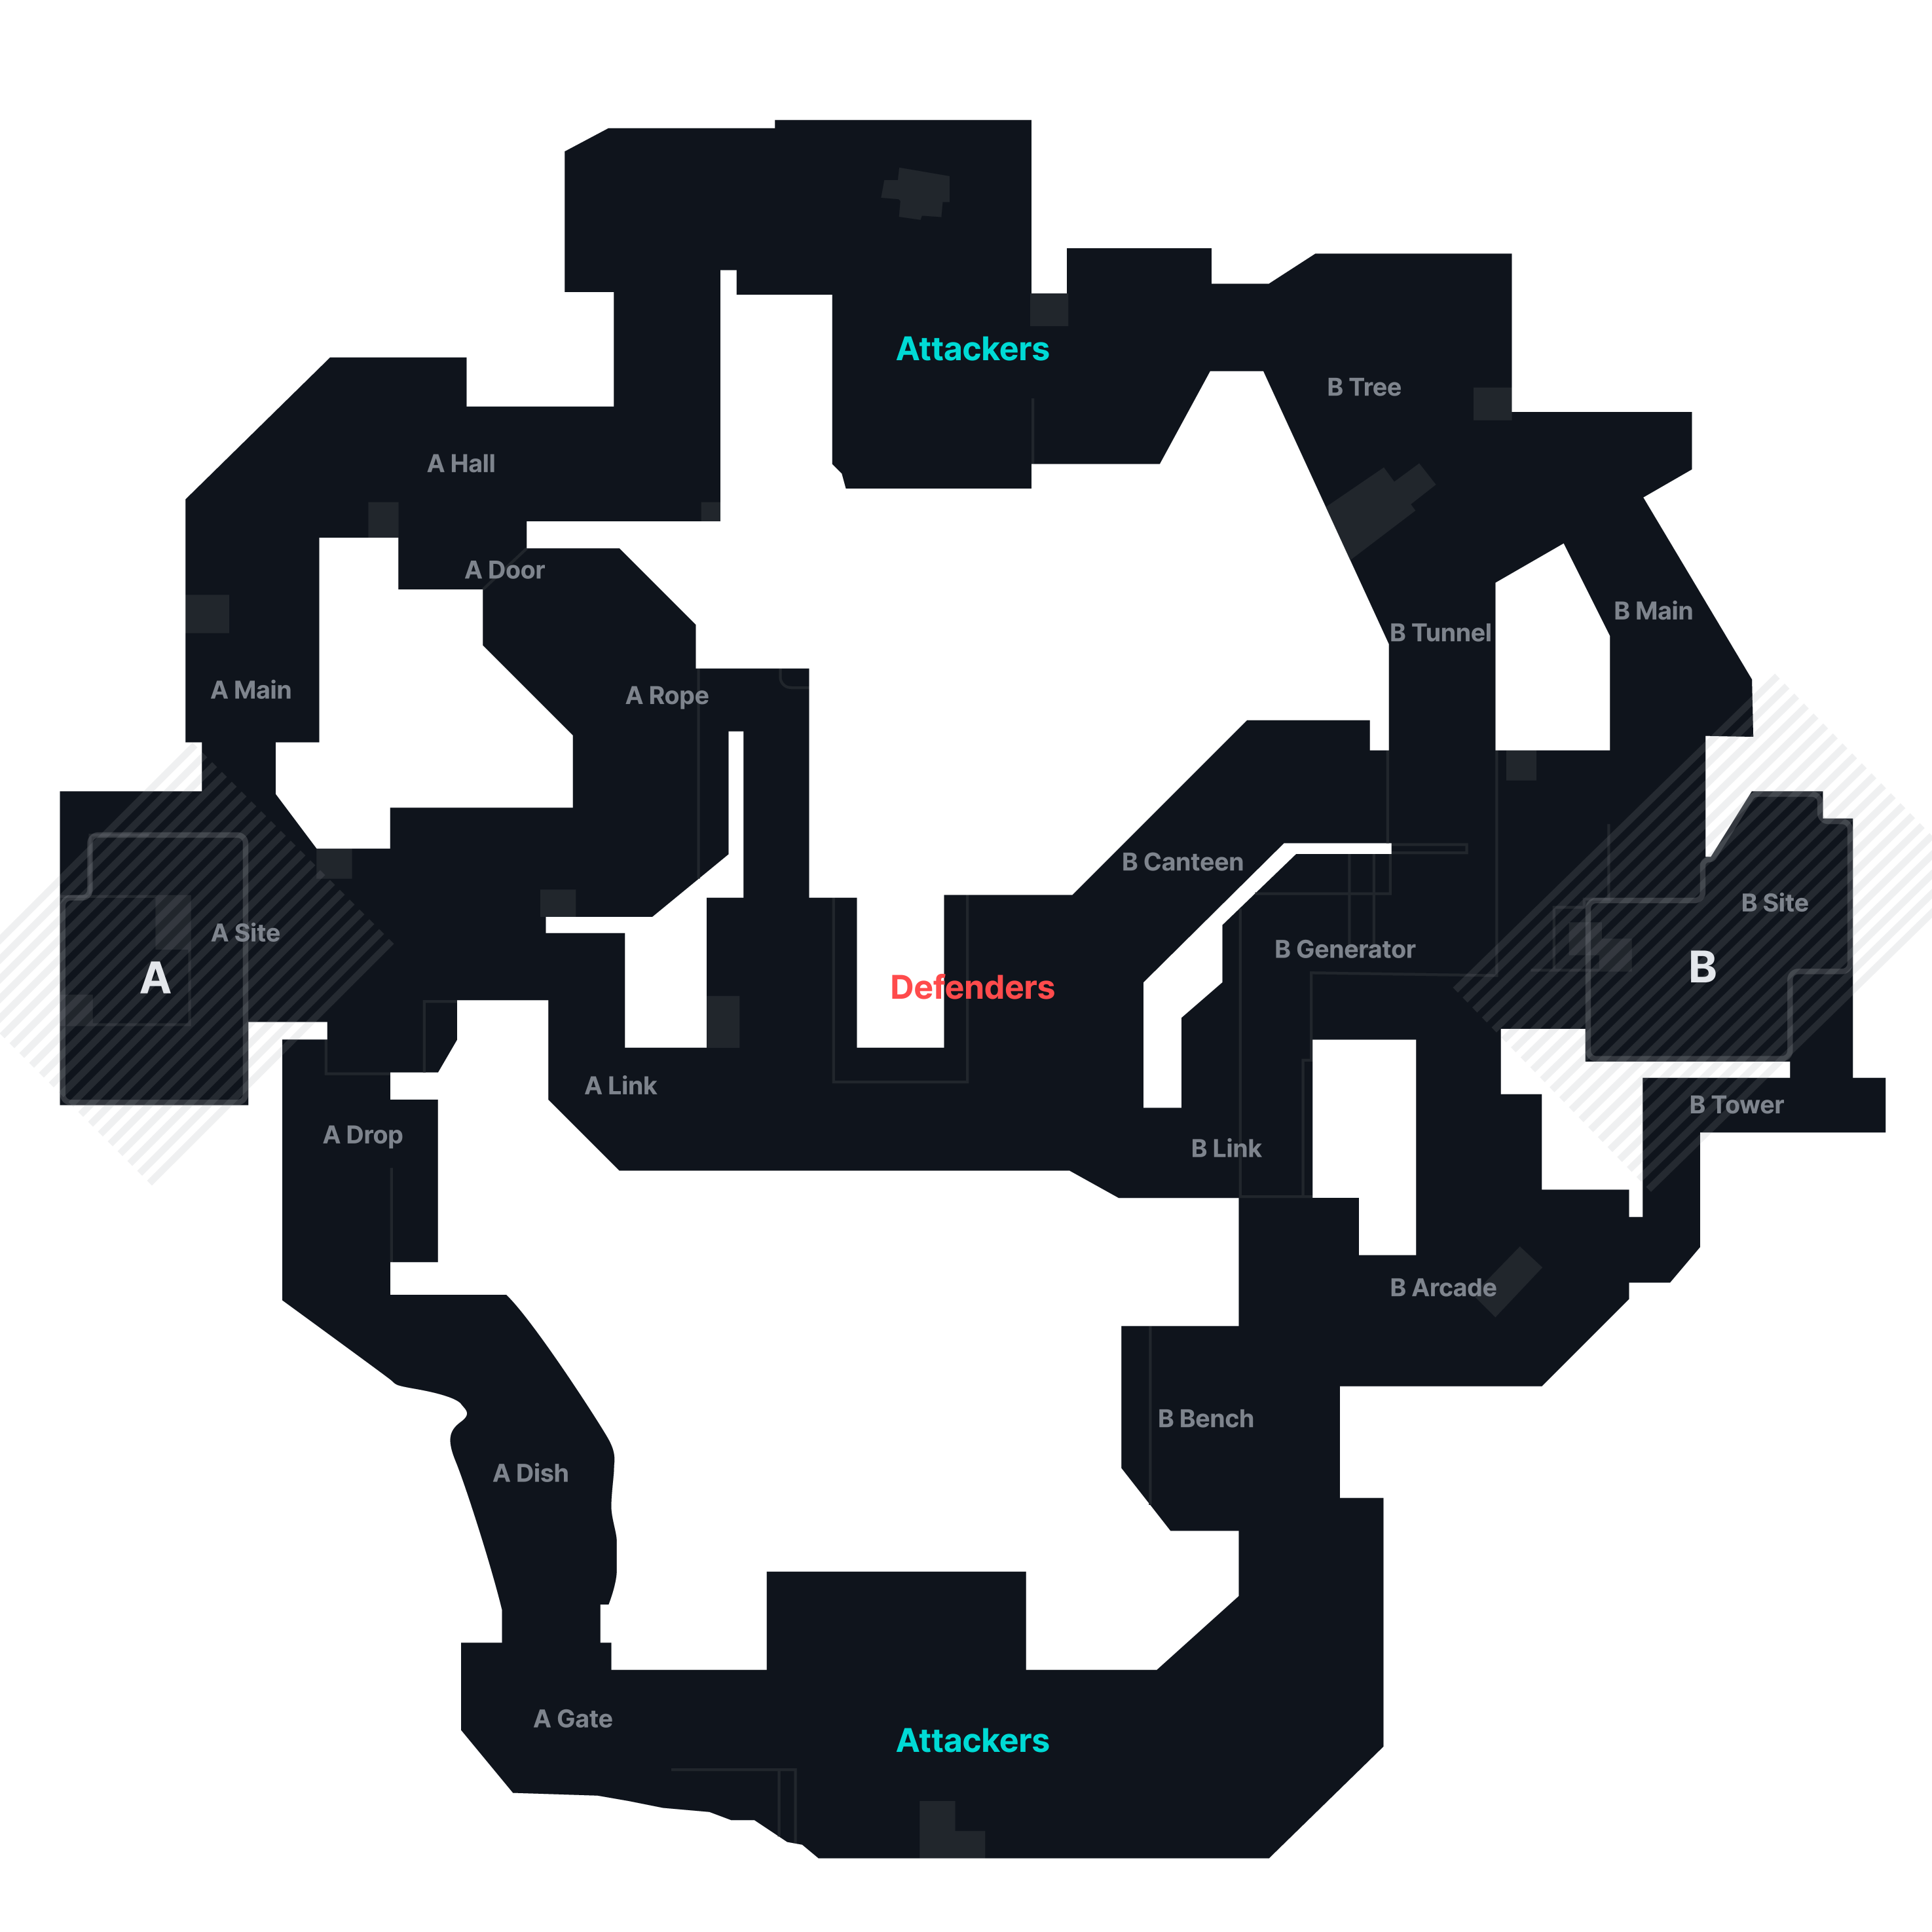 Attackers
B Tree
A Hall
A Door
B Main
B Tunnel
A Main
A Rope
B Canteen
B Site
A Site
B Generator
B
A
Defenders
A Link
B Tower
A Drop
B Link
B Arcade
B Bench
A Dish
A Gate
Attackers